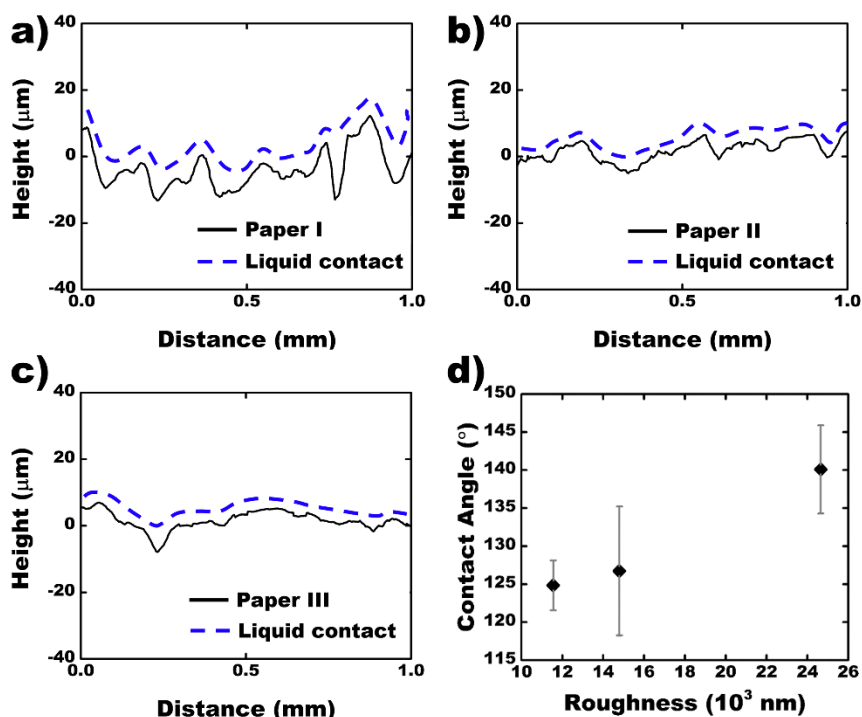 a)
40
20
0
-20
-40
Height (μm)
Paper I
Liquid contact
0.0 0.5 1.0
Distance (mm)
b)
40
20
0
-20
-40
Height (μm)
Paper II
Liquid contact
0.0 0.5 1.0
Distance (mm)
c)
40
20
0
-20
-40
Height (μm)
Paper III
Liquid contact
0.0 0.5 1.0
Distance (mm)
d)
150
145
140
135
130
125
120
115
Contact Angle (°)
10 12 14 16 18 20 22 24 26
Roughness (10³ nm)